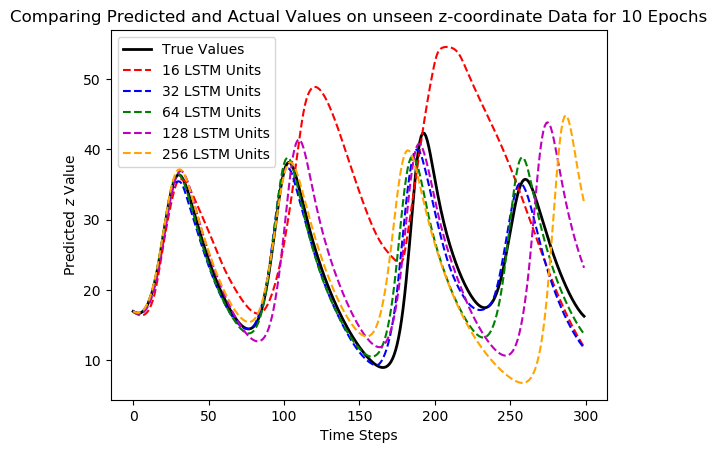 Comparing Predicted and Actual Values on unseen z-coordinate Data for 10 Epochs
True Values
16 LSTM Units
32 LSTM Units
64 LSTM Units
128 LSTM Units
256 LSTM Units
Predicted z Value
50
40
30
20
10
0
50
100
150
200
250
300
Time Steps